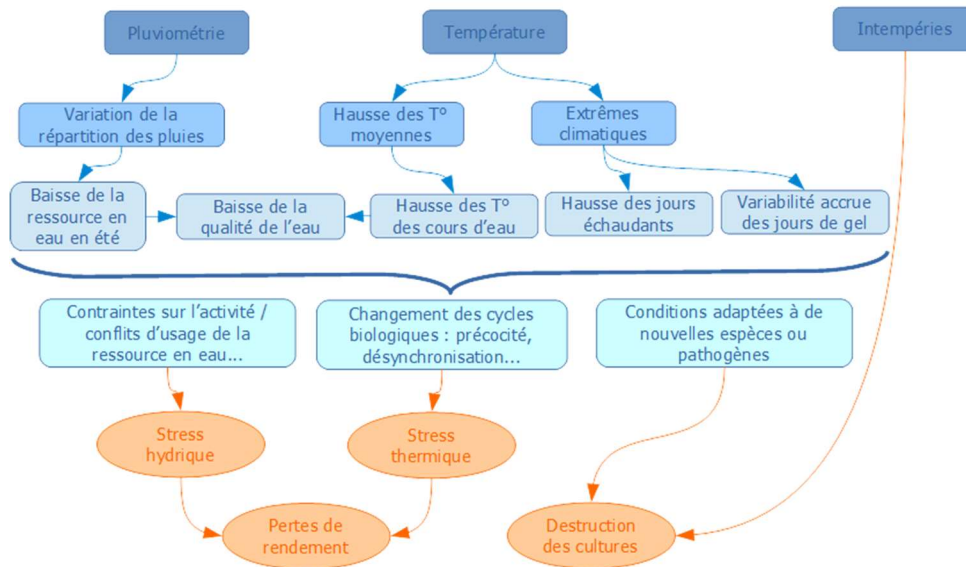 Pluviométrie
Température
Intempéries
Variation de la
répartition des pluies
Hausse des T°
moyennes
Extrêmes
climatiques
Baisse de la
ressource en
eau en été
Baisse de la
qualité de l'eau
Hausse des T°
des cours d'eau
Hausse des jours
échaudants
Variabilité accrue
des jours de gel
Contraintes sur l'activité /
conflits d'usage de la
ressource en eau...
Changement des cycles
biologiques : précocité,
désynchronisation...
Conditions adaptées à de
nouvelles espèces ou
pathogènes
Stress
hydrique
Stress
thermique
Pertes de
rendement
Destruction
des cultures